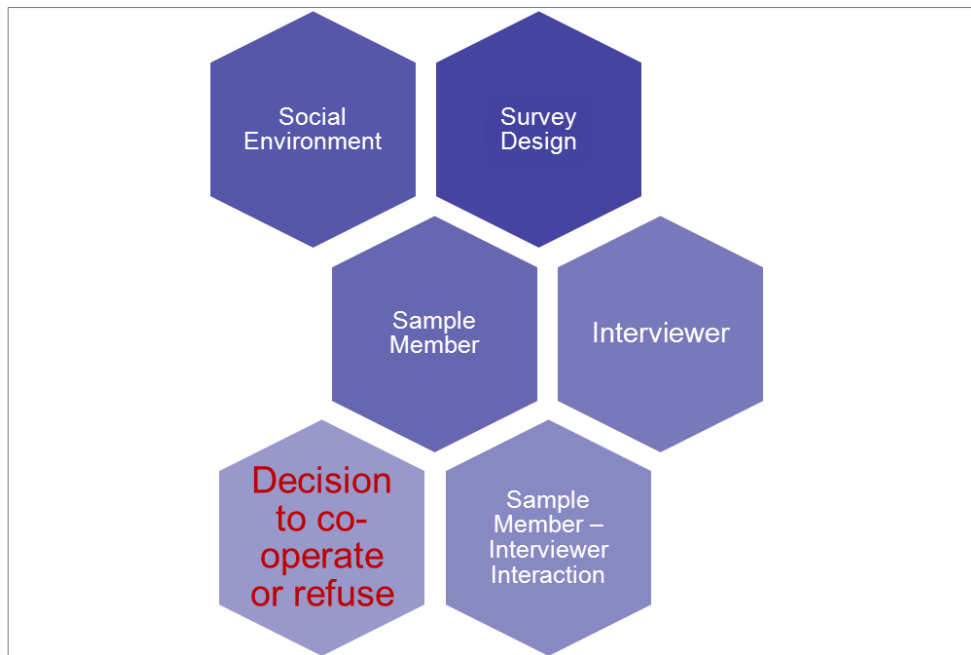 Social
Environment
Survey
Design
Sample
Member
Interviewer
Decision
to co-
operate
or refuse
Sample
Member –
Interviewer
Interaction